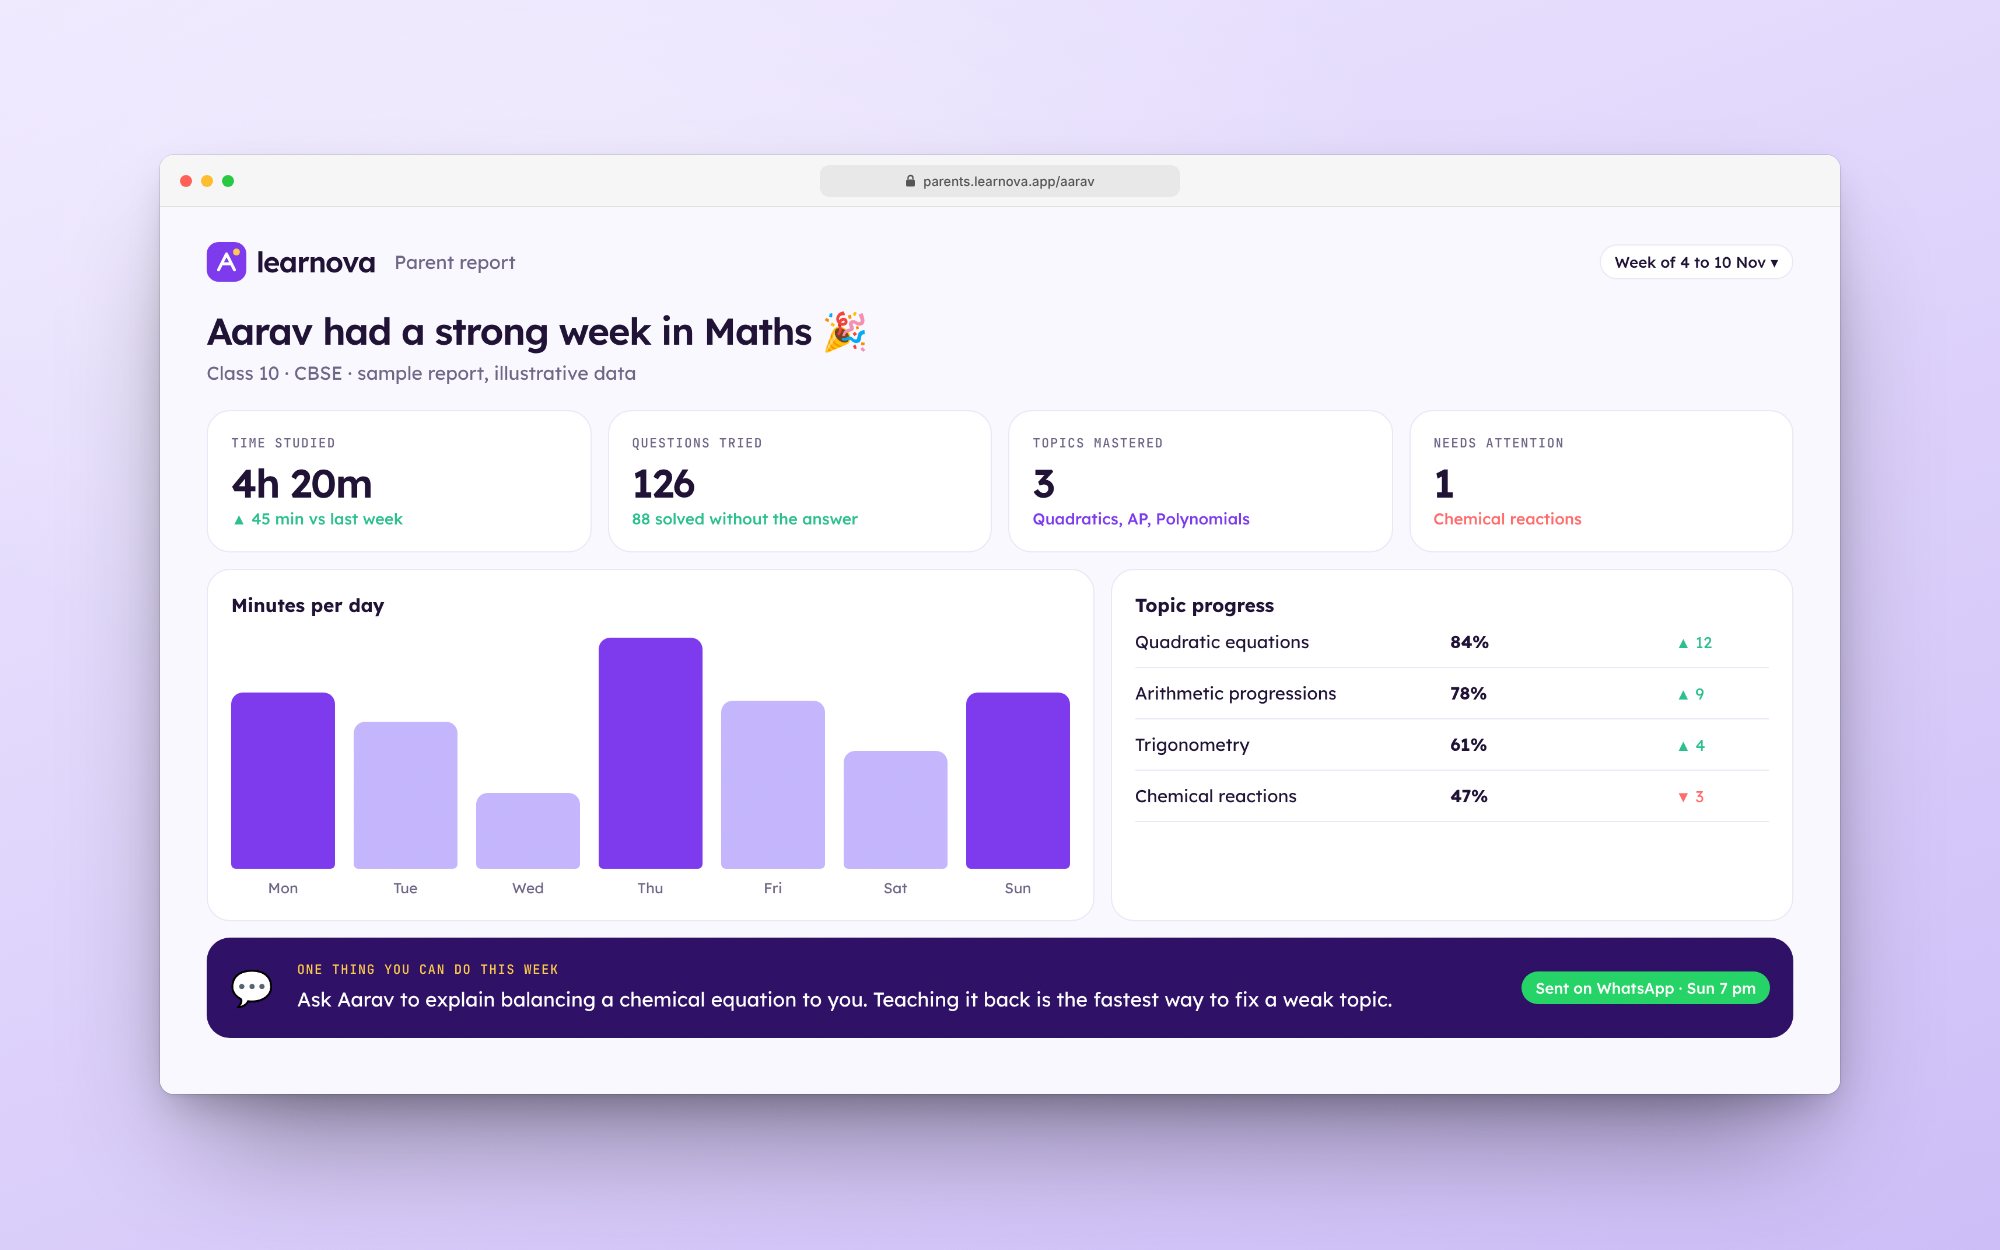 parents.learnova.app/aarav
learnova Parent report
Week of 4 to 10 Nov ▾
Aarav had a strong week in Maths 🎉
Class 10 · CBSE · sample report, illustrative data
TIME STUDIED
4h 20m
▲ 45 min vs last week
QUESTIONS TRIED
126
88 solved without the answer
TOPICS MASTERED
3
Quadratics, AP, Polynomials
NEEDS ATTENTION
1
Chemical reactions
Minutes per day
Mon Tue Wed Thu Fri Sat Sun
Topic progress
Quadratic equations 84% ▲ 12
Arithmetic progressions 78% ▲ 9
Trigonometry 61% ▲ 4
Chemical reactions 47% ▼ 3
ONE THING YOU CAN DO THIS WEEK
Ask Aarav to explain balancing a chemical equation to you. Teaching it back is the fastest way to fix a weak topic.
Sent on WhatsApp · Sun 7 pm